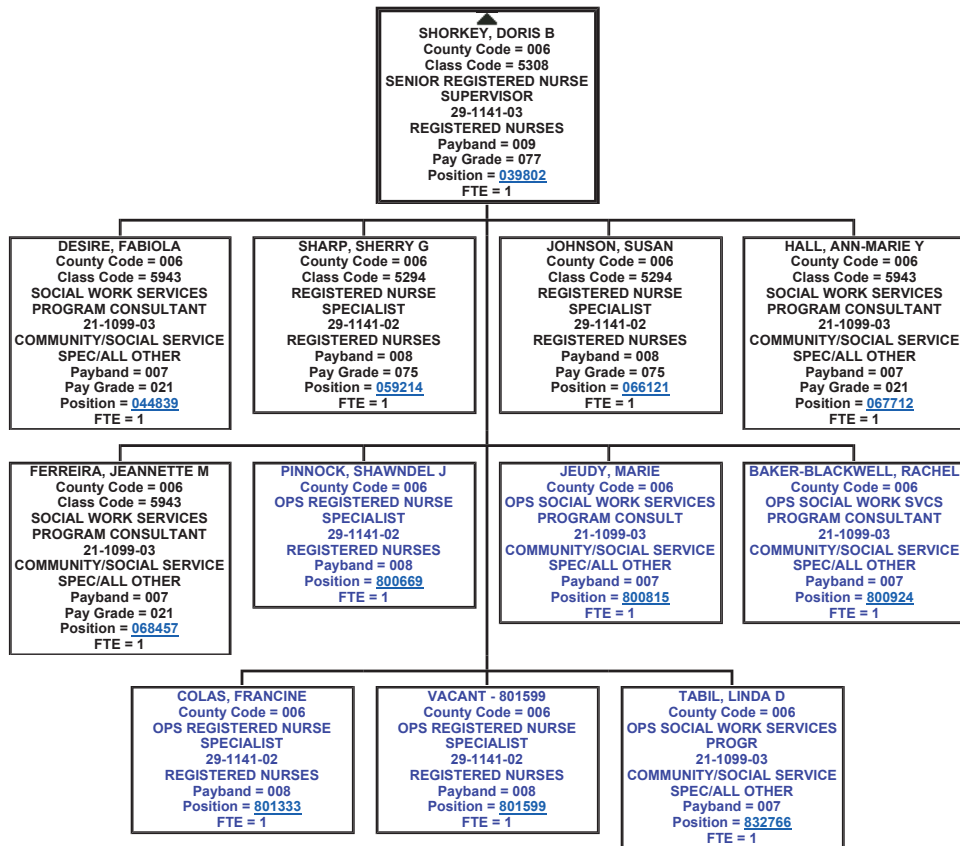 SHORKEY, DORIS B
County Code = 006
Class Code = 5308
SENIOR REGISTERED NURSE
SUPERVISOR
29-1141-03
REGISTERED NURSES
Payband = 009
Pay Grade = 077
Position = 039802
FTE = 1
DESIRE, FABIOLA
County Code = 006
Class Code = 5943
SOCIAL WORK SERVICES
PROGRAM CONSULTANT
21-1099-03
COMMUNITY/SOCIAL SERVICE
SPEC/ALL OTHER
Payband = 007
Pay Grade = 021
Position = 044839
FTE = 1
SHARP, SHERRY G
County Code = 006
Class Code = 5294
REGISTERED NURSE
SPECIALIST
29-1141-02
REGISTERED NURSES
Payband = 008
Pay Grade = 075
Position = 059214
FTE = 1
JOHNSON, SUSAN
County Code = 006
Class Code = 5294
REGISTERED NURSE
SPECIALIST
29-1141-02
REGISTERED NURSES
Payband = 008
Pay Grade = 075
Position = 066121
FTE = 1
HALL, ANN-MARIE Y
County Code = 006
Class Code = 5943
SOCIAL WORK SERVICES
PROGRAM CONSULTANT
21-1099-03
COMMUNITY/SOCIAL SERVICE
SPEC/ALL OTHER
Payband = 007
Pay Grade = 021
Position = 067712
FTE = 1
FERREIRA, JEANNETTE M
County Code = 006
Class Code = 5943
SOCIAL WORK SERVICES
PROGRAM CONSULTANT
21-1099-03
COMMUNITY/SOCIAL SERVICE
SPEC/ALL OTHER
Payband = 007
Pay Grade = 021
Position = 068457
FTE = 1
PINNOCK, SHAWNDEL J
County Code = 006
OPS REGISTERED NURSE
SPECIALIST
29-1141-02
REGISTERED NURSES
Payband = 008
Position = 800669
FTE = 1
JEUDY, MARIE
County Code = 006
OPS SOCIAL WORK SERVICES
PROGRAM CONSULT
21-1099-03
COMMUNITY/SOCIAL SERVICE
SPEC/ALL OTHER
Payband = 007
Position = 800815
FTE = 1
BAKER-BLACKWELL, RACHEL
County Code = 006
OPS SOCIAL WORK SVCS
PROGRAM CONSULTANT
21-1099-03
COMMUNITY/SOCIAL SERVICE
SPEC/ALL OTHER
Payband = 007
Position = 800924
FTE = 1
COLAS, FRANCINE
County Code = 006
OPS REGISTERED NURSE
SPECIALIST
29-1141-02
REGISTERED NURSES
Payband = 008
Position = 801333
FTE = 1
VACANT - 801599
County Code = 006
OPS REGISTERED NURSE
SPECIALIST
29-1141-02
REGISTERED NURSES
Payband = 008
Position = 801599
FTE = 1
TABIL, LINDA D
County Code = 006
OPS SOCIAL WORK SERVICES
PROGR
21-1099-03
COMMUNITY/SOCIAL SERVICE
SPEC/ALL OTHER
Payband = 007
Position = 832766
FTE = 1